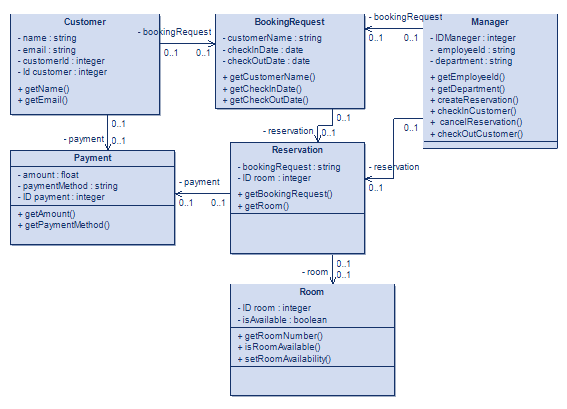 Customer
- name : string
- email : string
- customerId : integer
- Id customer : integer
+ getName()
+ getEmail()
- bookingRequest
0..1
0..1
BookingRequest
- customerName : string
- checkInDate : date
- checkOutDate : date
+ getCustomerName()
+ getCheckInDate()
+ getCheckOutDate()
- bookingRequest
0..1
0..1
Manager
- IDManeger : integer
- employeeId : string
- department : string
+ getEmployeeId()
+ getDepartment()
+ createReservation()
+ checkInCustomer()
+ cancelReservation()
+ checkOutCustomer()
0..1
- payment
0..1
0..1
- reservation
0..1
0..1
- reservation
0..1
Payment
- amount : float
- paymentMethod : string
- ID payment : integer
+ getAmount()
+ getPaymentMethod()
- payment
0..1
0..1
Reservation
- bookingRequest : string
- ID room : integer
+ getBookingRequest()
+ getRoom()
0..1
- room
0..1
Room
- ID room : integer
- isAvailable : boolean
+ getRoomNumber()
+ isRoomAvailable()
+ setRoomAvailability()